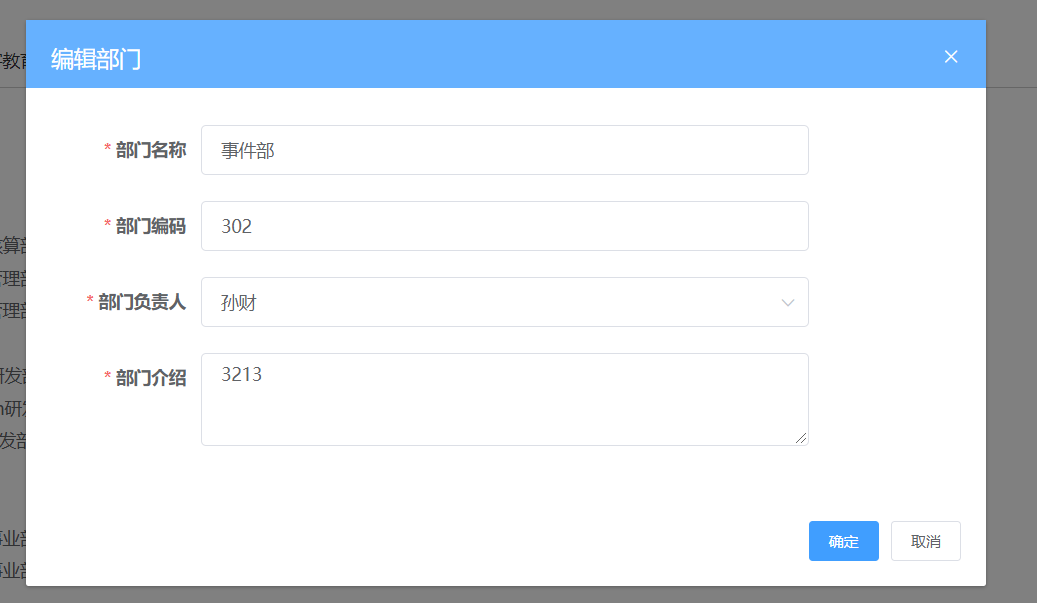 编辑部门
* 部门名称 事件部
* 部门编码 302
* 部门负责人 孙财
* 部门介绍 3213
确定 取消